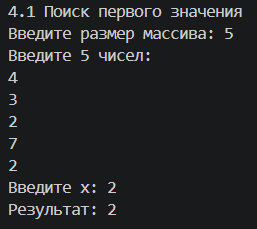 4.1 Поиск первого значения
Введите размер массива: 5
Введите 5 чисел:
4
3
2
7
2
Введите x: 2
Результат: 2